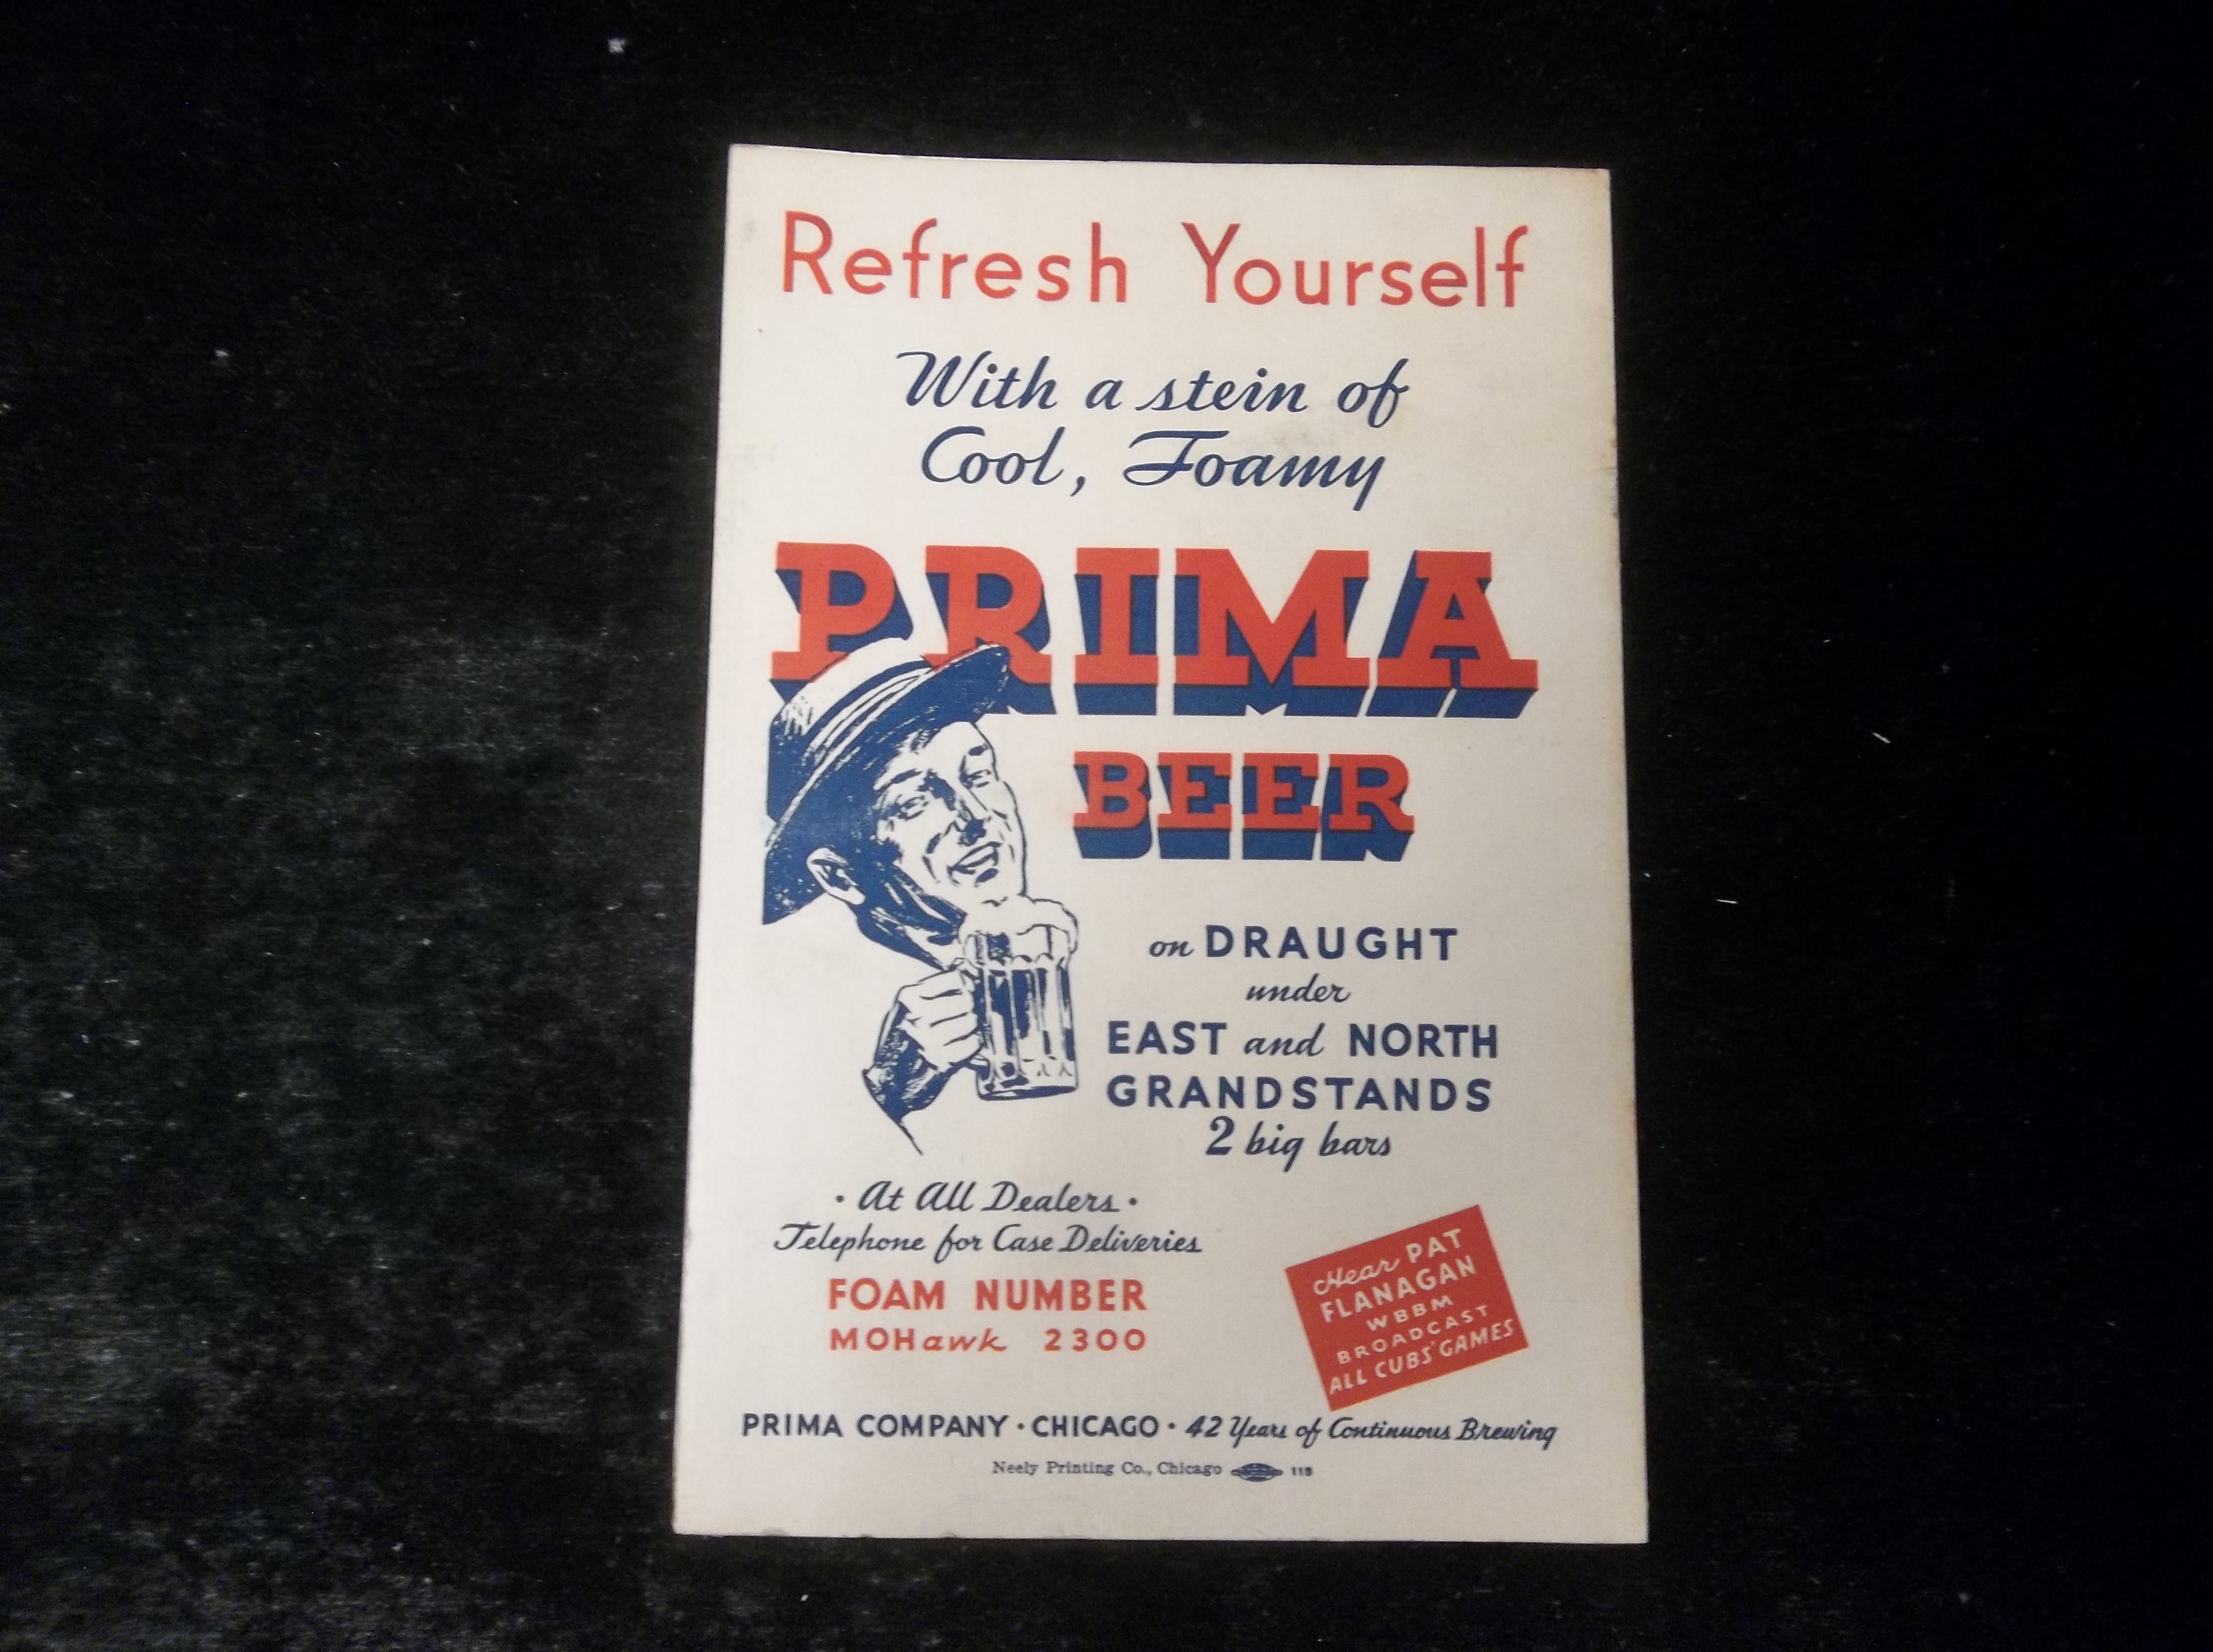 Refresh Yourself
With a stein of
Cool, Foamy
PRIMA
BEER
on DRAUGHT
under
EAST and NORTH
GRANDSTANDS
2 big bars
• At All Dealers •
Telephone for Case Deliveries
FOAM NUMBER
MOHawk 2300
Hear PAT
FLANAGAN
WBBM
BROADCAST
ALL CUBS' GAMES
PRIMA COMPANY • CHICAGO • 42 Years of Continuous Brewing
Neely Printing Co., Chicago 115